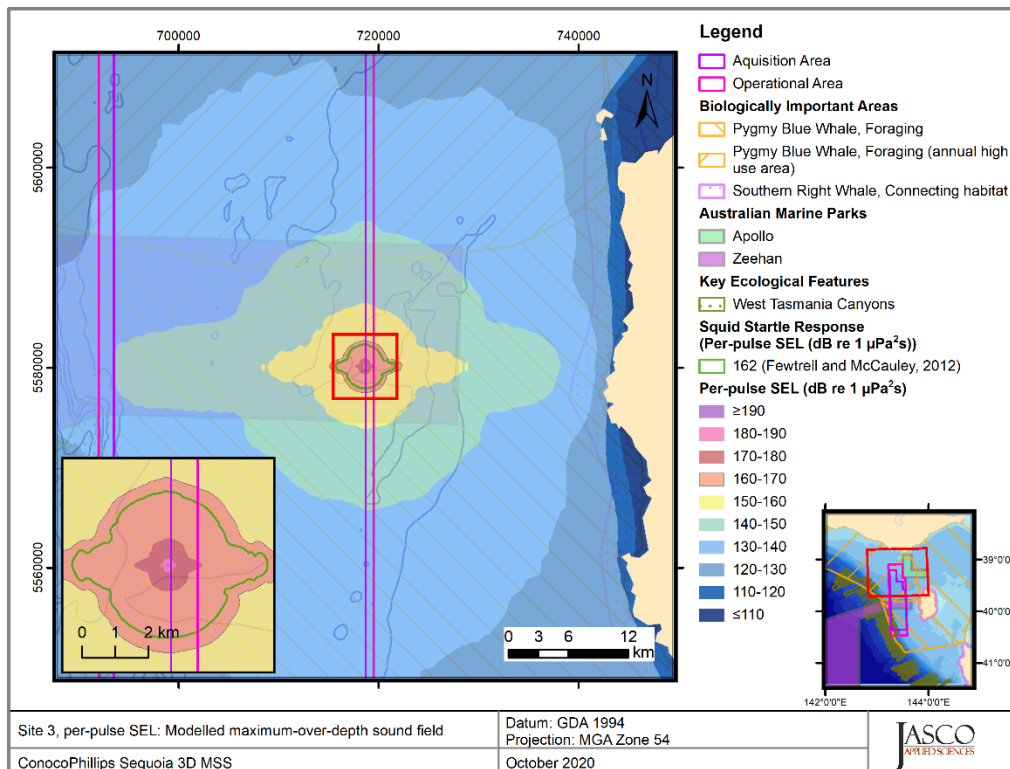 700000
720000
740000
5600000
5580000
5560000
N
0 1 2 km
0 3 6 12
km
Legend
Aquisition Area
Operational Area
Biologically Important Areas
Pygmy Blue Whale, Foraging
Pygmy Blue Whale, Foraging (annual high
use area)
Southern Right Whale, Connecting habitat
Australian Marine Parks
Apollo
Zeehan
Key Ecological Features
West Tasmania Canyons
Squid Startle Response
(Per-pulse SEL (dB re 1 µPa²s))
162 (Fewtrell and McCauley, 2012)
Per-pulse SEL (dB re 1 µPa²s)
≥190
180-190
170-180
160-170
150-160
140-150
130-140
120-130
110-120
≤110
39°0'0
40°0'0
41°0'0
142°0'0
144°0'0
Site 3, per-pulse SEL: Modelled maximum-over-depth sound field
Datum: GDA 1994
Projection: MGA Zone 54
ConocoPhillips Sequoia 3D MSS
October 2020
JASCO
APPLIED SCIENCES